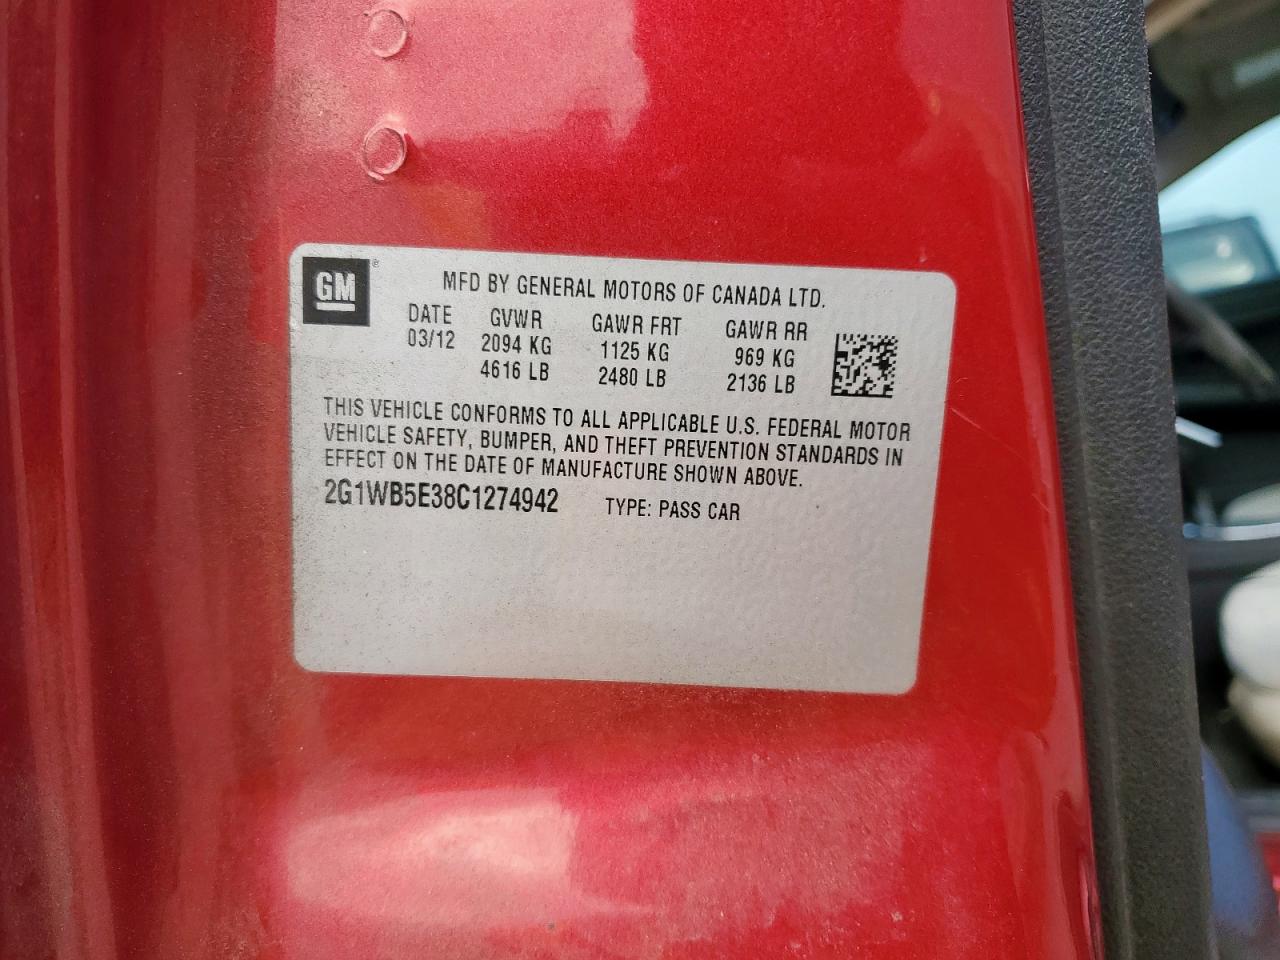 GM®
MFD BY GENERAL MOTORS OF CANADA LTD.
DATE GVWR GAWR FRT GAWR RR
03/12 2094 KG 1125 KG 969 KG
4616 LB 2480 LB 2136 LB
THIS VEHICLE CONFORMS TO ALL APPLICABLE U.S. FEDERAL MOTOR
VEHICLE SAFETY, BUMPER, AND THEFT PREVENTION STANDARDS IN
EFFECT ON THE DATE OF MANUFACTURE SHOWN ABOVE.
2G1WB5E38C1274942 TYPE: PASS CAR